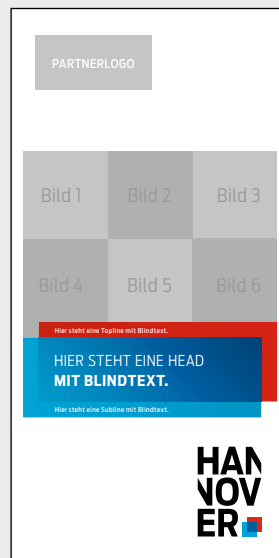 PARTNERLOGO
Bild 1 Bild 2 Bild 3
Bild 4 Bild 5 Bild 6
Hier steht eine Topline mit Blindtext.
HIER STEHT EINE HEAD
MIT BLINDTEXT.
Hier steht eine Subline mit Blindtext.
HAN
NOV
ER